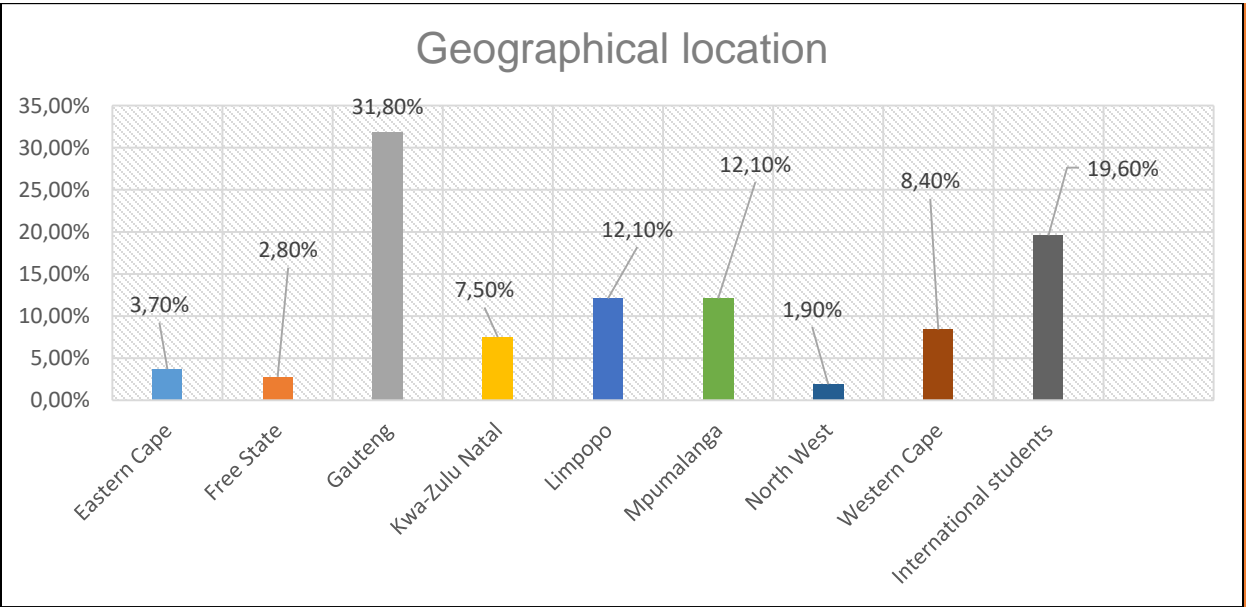 Geographical location
35,00%
30,00%
25,00%
20,00%
15,00%
10,00%
5,00%
0,00%
3,70%
2,80%
31,80%
7,50%
12,10%
12,10%
1,90%
8,40%
19,60%
Eastern Cape
Free State
Gauteng
Kwa-Zulu Natal
Limpopo
Mpumalanga
North West
Western Cape
International students